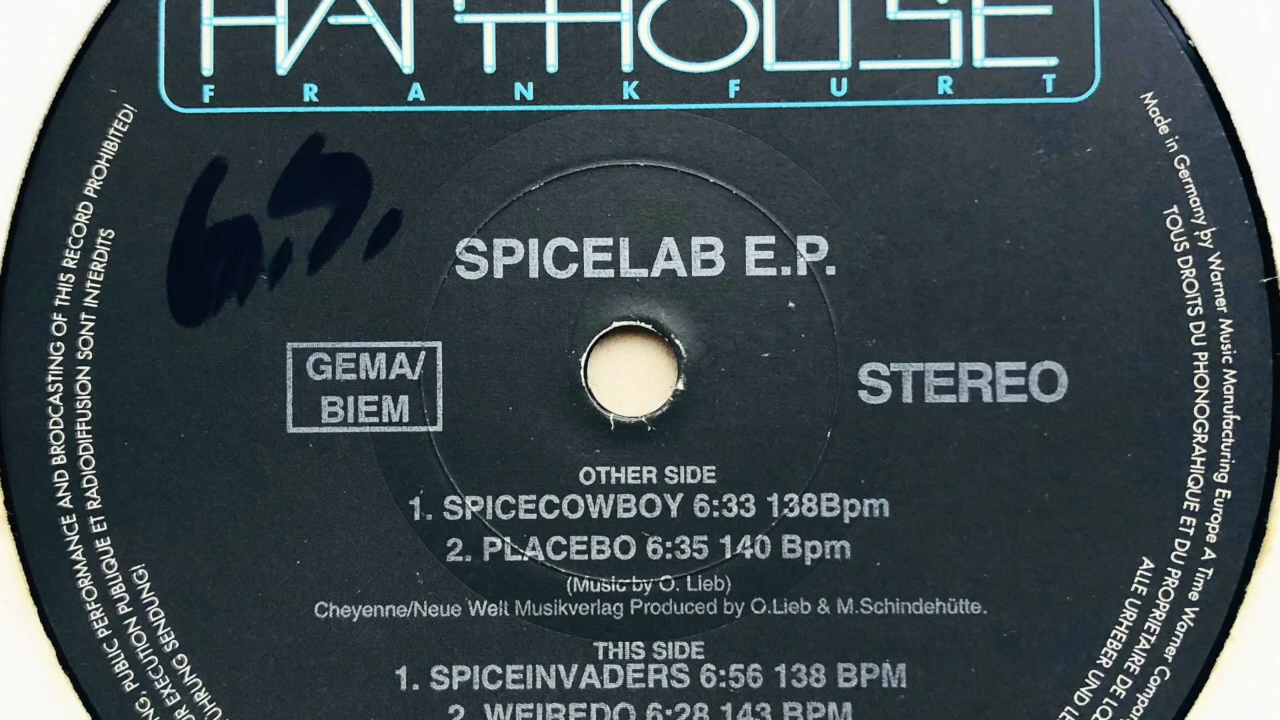 HARTHOUSE
FRANKFURT
G.S.
SPICELAB E.P.
GEMA/
BIEM
STEREO
OTHER SIDE
1. SPICECOWBOY 6:33 138Bpm
2. PLACEBO 6:35 140 Bpm
(Music by O. Lieb)
Cheyenne/Neue Welt Musikverlag Produced by O.Lieb & M.Schindehütte.
THIS SIDE
1. SPICEINVADERS 6:56 138 BPM
2. WEIREDO 6:28 143 BPM
PUBLIC PERFORMANCE AND BRODCASTING OF THIS RECORD PROHIBITED!
EXECUTION PUBLIQUE ET RADIODIFFUSION SONT INTERDITS
SENDUNG!
Made in Germany by Warner Music Manufacturing Europe A Time Warner
TOUS DROITS DU PHONOGRAHIQUE ET DU PROPRIETAIRE DE
ALLE URHEBER UND